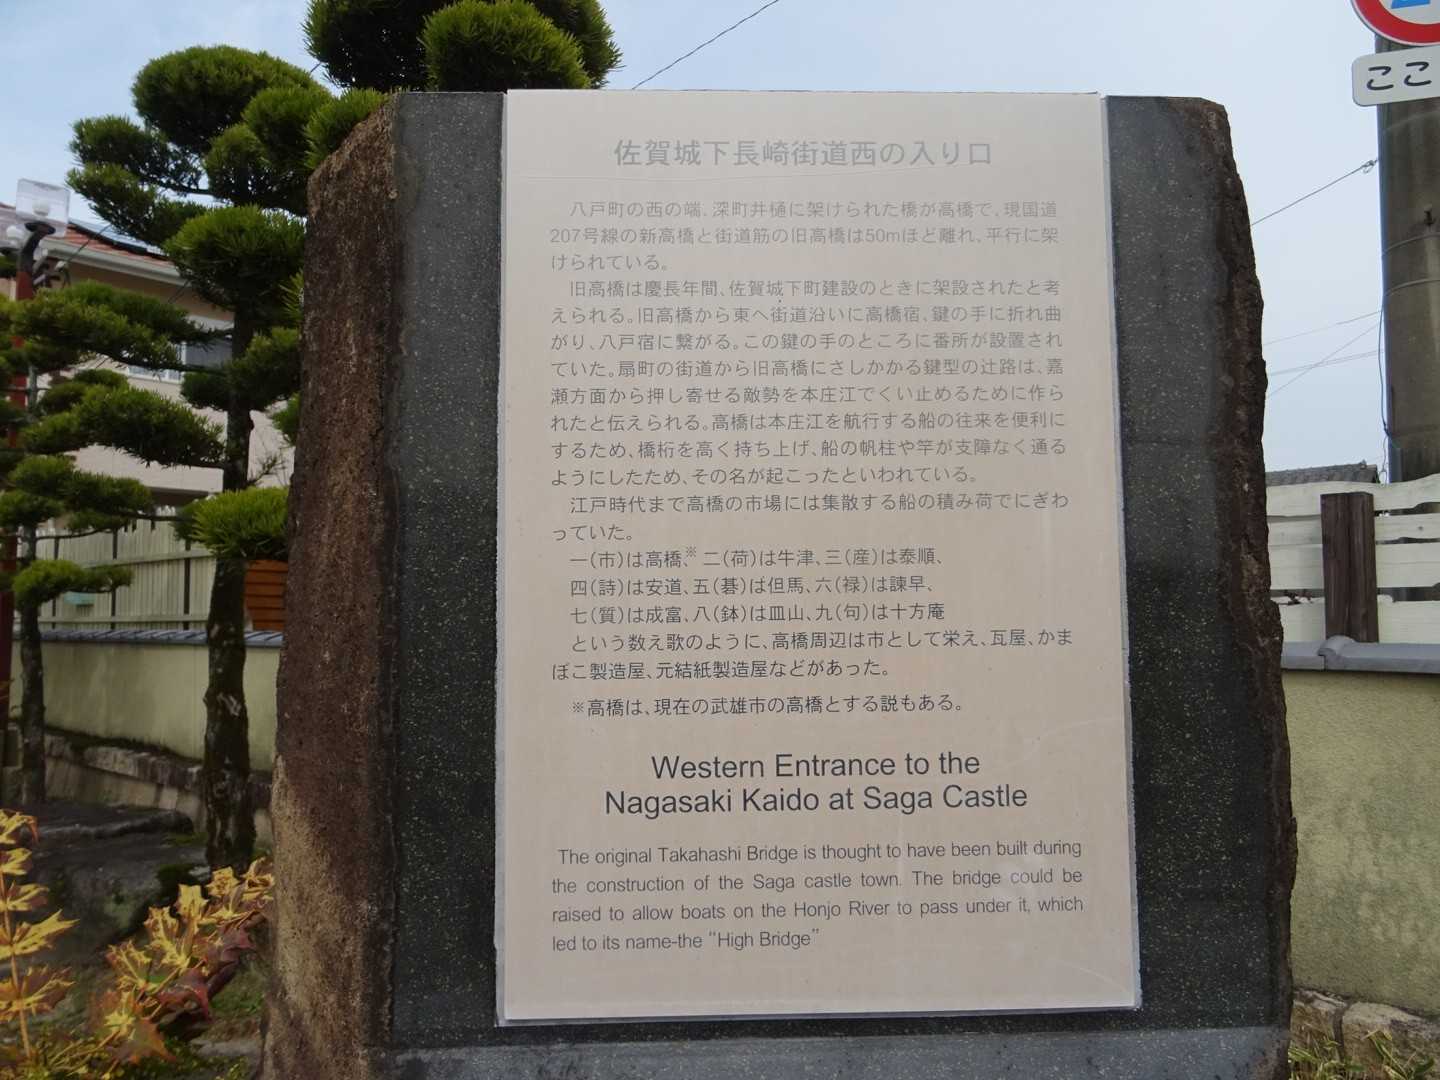 ここ
佐賀城下長崎街道西の入り口
八戸町の西の端、深町井樋に架けられた橋が高橋で、現国道
207号線の新高橋と街道筋の旧高橋は50mほど離れ、平行に架
けられている。
旧高橋は慶長年間、佐賀城下町建設のときに架設されたと考
えられる。旧高橋から東へ街道沿いに高橋宿、鍵の手に折れ曲
がり、八戸宿に繋がる。この鍵の手のところに番所が設置され
ていた。扇町の街道から旧高橋にさしかかる鍵型の辻路は、嘉
瀬方面から押し寄せる敵勢を本庄江でくい止めるために作ら
れたと伝えられる。高橋は本庄江を航行する船の往来を便利に
するため、橋桁を高く持ち上げ、船の帆柱や竿が支障なく通る
ようにしたため、その名が起こったといわれている。
江戸時代まで高橋の市場には集散する船の積み荷でにぎわ
っていた。
一（市）は高橋、※ 二（荷）は牛津、三（産）は泰順、
四（詩）は安道、五（碁）は但馬、六（禄）は諫早、
七（質）は成富、八（鉢）は皿山、九（句）は十方庵
という数え歌のように、高橋周辺は市として栄え、瓦屋、かま
ぼこ製造屋、元結紙製造屋などがあった。
※高橋は、現在の武雄市の高橋とする説もある。
Western Entrance to the
Nagasaki Kaido at Saga Castle
The original Takahashi Bridge is thought to have been built during
the construction of the Saga castle town. The bridge could be
raised to allow boats on the Honjo River to pass under it, which
led to its name-the "High Bridge"